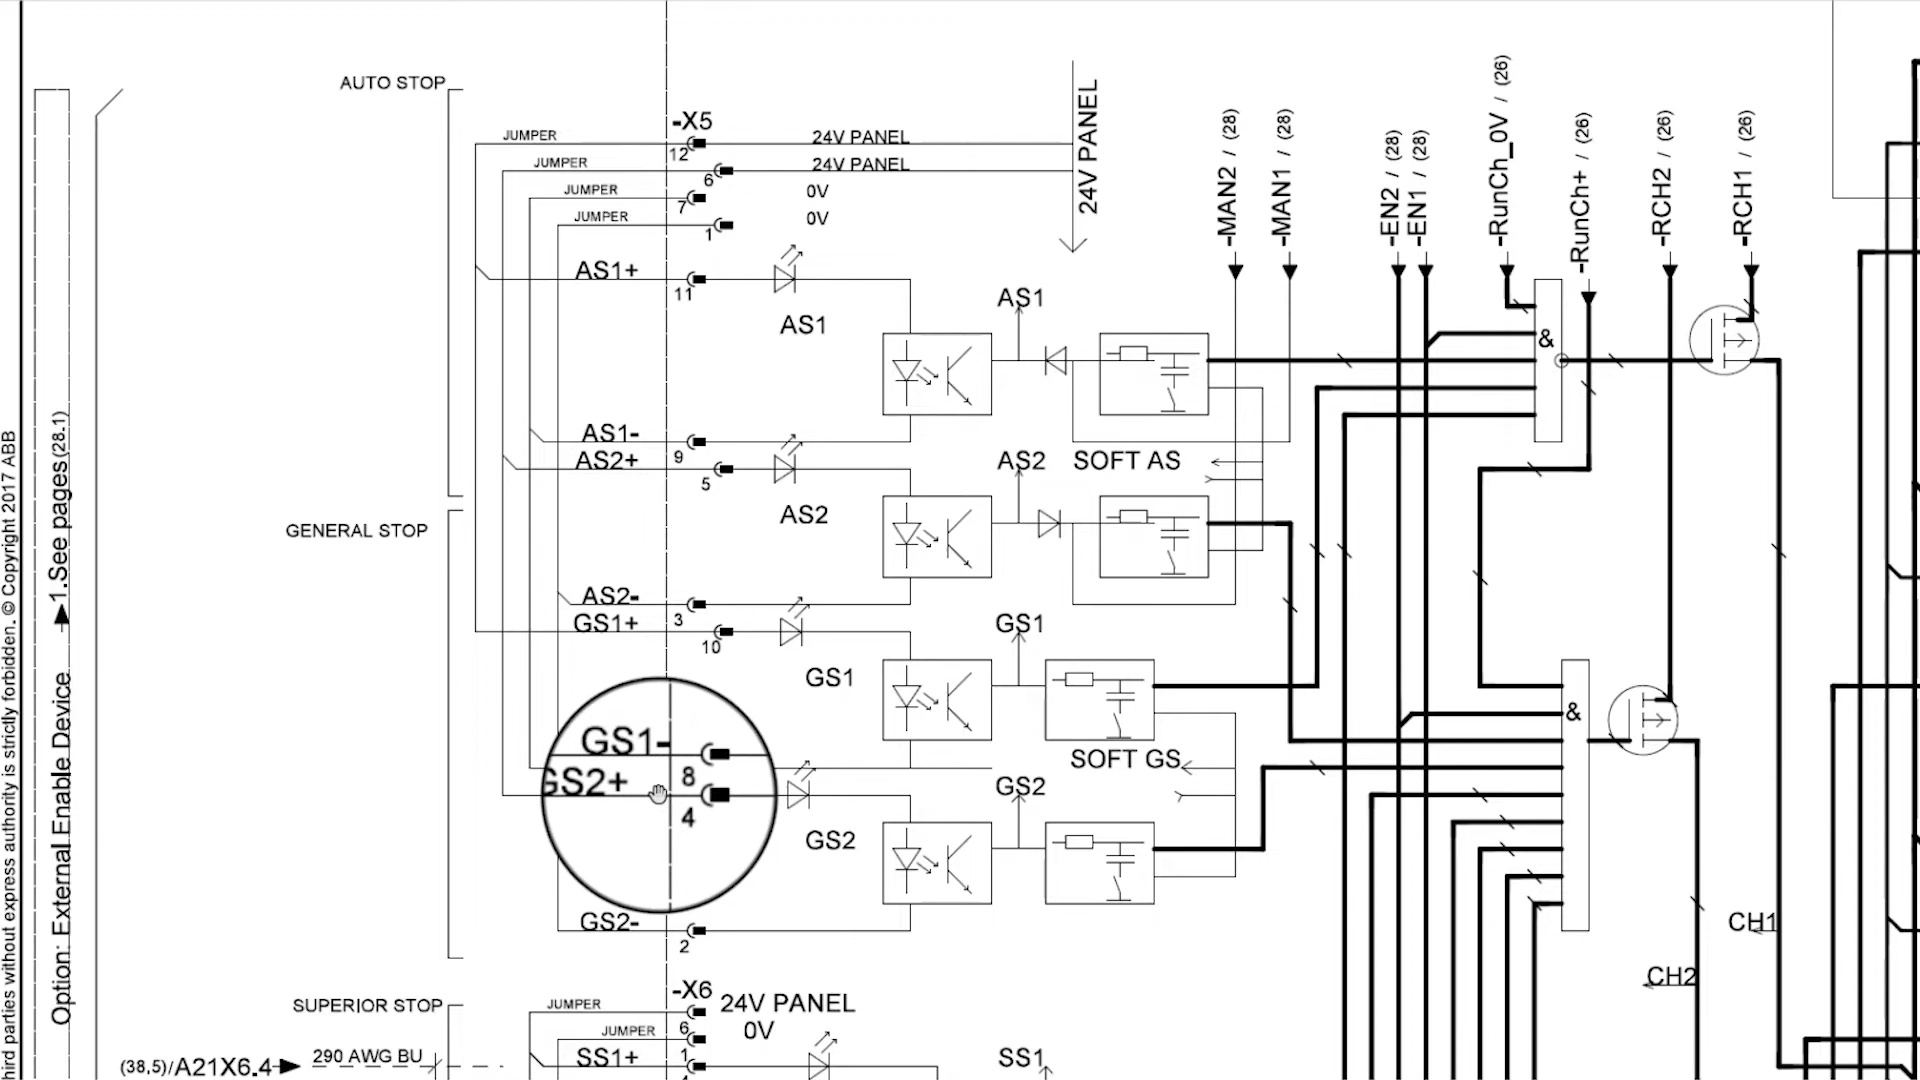 AUTO STOP
-X5
JUMPER
12
24V PANEL
JUMPER
6
24V PANEL
JUMPER
7
0V
JUMPER
1
0V
24V PANEL
-MAN2 / (28)
-MAN1 / (28)
-EN2 / (28)
-EN1 / (28)
-RunCh_0V / (26)
-RunCh+ / (26)
-RCH2 / (26)
-RCH1 / (26)
AS1+
11
AS1
AS1
&
AS1-
9
AS2+
5
AS2
AS2
SOFT AS
GENERAL STOP
AS2-
3
GS1+
10
GS1
GS1
GS1-
8
GS2+
4
SOFT GS
&
GS2
GS2
GS2-
2
CH1
CH2
-X6
SUPERIOR STOP
JUMPER
24V PANEL
6
JUMPER
0V
1
SS1+
SS1
(38.5)/A21X6.4
290 AWG BU
Option: External Enable Device
1.See pages(28.1)
hird parties without express authority is strictly forbidden. © Copyright 2017 ABB